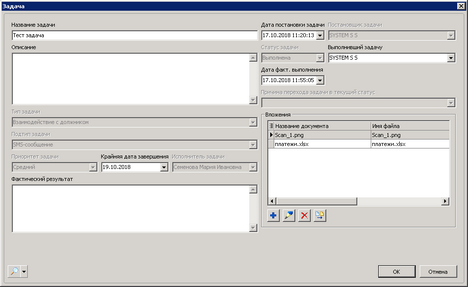 Задача
Название задачи
Тест задача
Дата постановки задачи
17.10.2018 11:20:13
Постановщик задачи
SYSTEM S S
Описание
Статус задачи
Выполнена
Выполнивший задачу
SYSTEM S S
Дата факт. выполнения
17.10.2018 11:55:05
Причина перехода задачи в текущий статус
Тип задачи
Взаимодействие с должником
Подтип задачи
SMS-сообщение
Приоритет задачи
Средний
Крайняя дата завершения
19.10.2018
Исполнитель задачи
Семенова Мария Ивановна
Фактический результат
Вложения
Название документа Имя файла
Scan_1.png Scan_1.png
платежи.xlsx платежи.xlsx
OK
Отмена